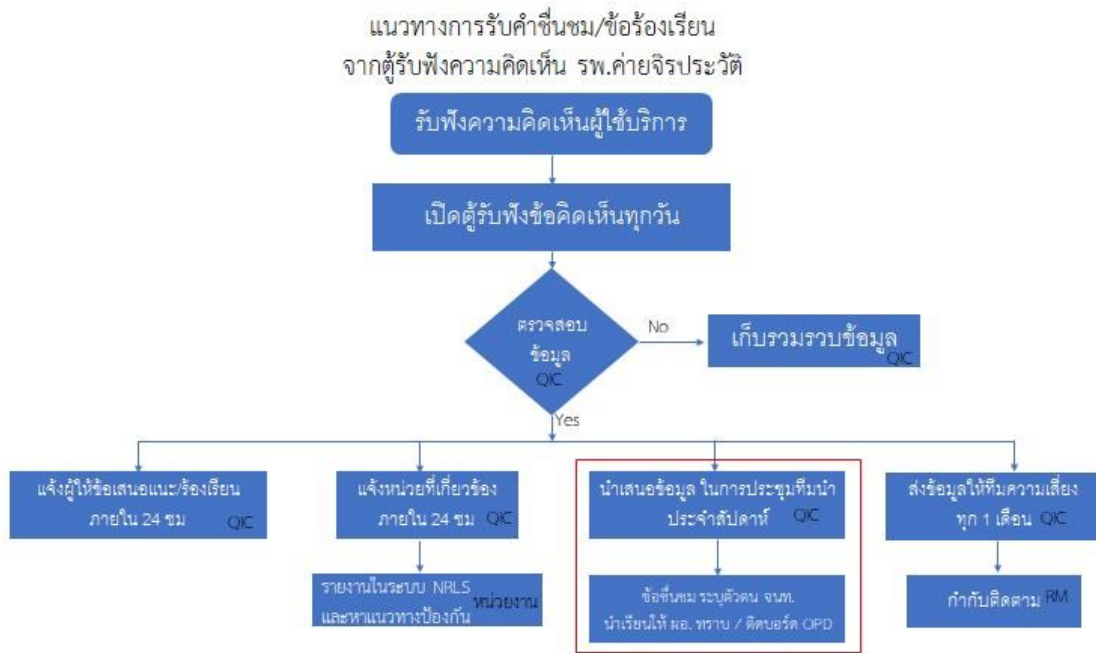 แนวทางการรับคำชื่นชม/ข้อร้องเรียน
จากตู้รับฟังความคิดเห็น รพ.ค่ายจิรประวัติ
รับฟังความคิดเห็นผู้ใช้บริการ
เปิดตู้รับฟังข้อคิดเห็นทุกวัน
ตรวจสอบ
ข้อมูล
QIC
No
เก็บรวมรวบข้อมูล
QIC
Yes
แจ้งผู้ให้ข้อเสนอแนะ/ร้องเรียน
ภายใน 24 ชม QIC
แจ้งหน่วยที่เกี่ยวข้อง
ภายใน 24 ชม QIC
นำเสนอข้อมูล ในการประชุมทีมนำ
ประจำสัปดาห์ QIC
ส่งข้อมูลให้ทีมความเสี่ยง
ทุก 1 เดือน QIC
รายงานในระบบ NRLS
และหาแนวทางป้องกัน หน่วยงาน
ข้อชื่นชม ระบุตัวตน จนท.
นำเรียนให้ ผอ. ทราบ / ติดบอร์ด OPD
กำกับติดตาม RM